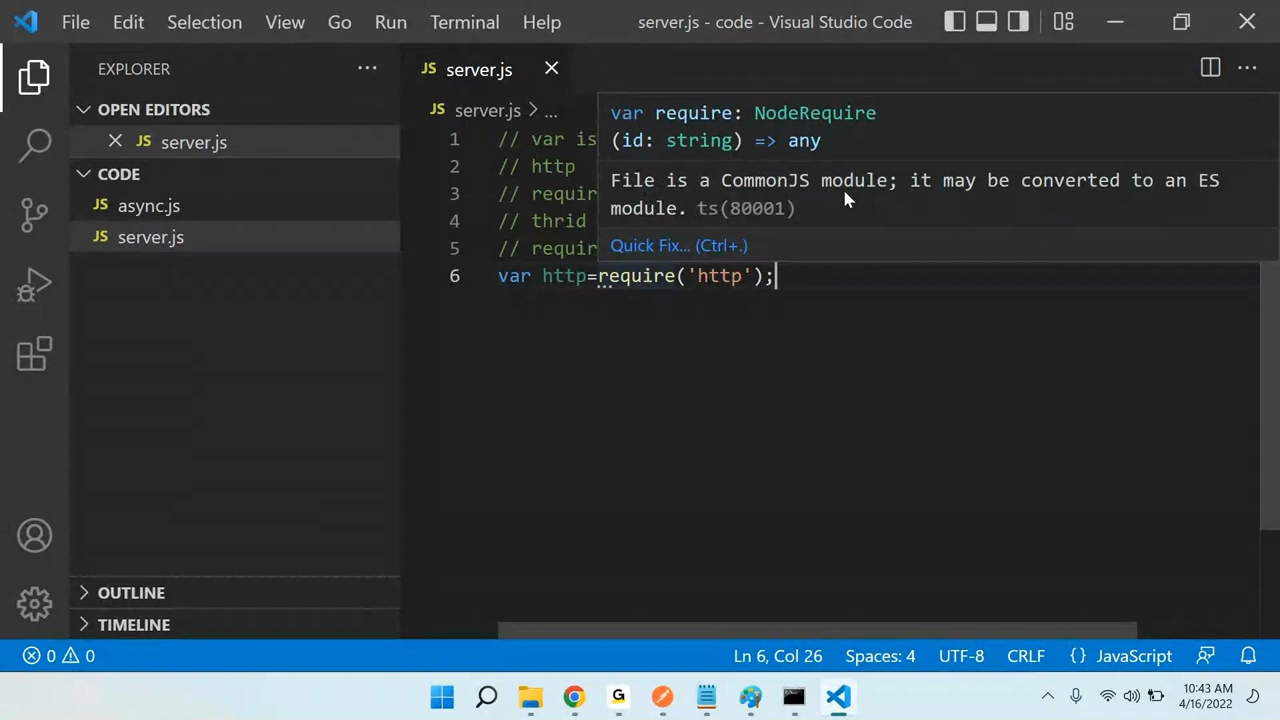 File Edit Selection View Go Run Terminal Help server.js - code - Visual Studio Code
EXPLORER
OPEN EDITORS
JS server.js
CODE
JS async.js
JS server.js
OUTLINE
TIMELINE
JS server.js
JS server.js > ...
1 // var is
2 // http
3 // requir
4 // thrid
5 // requir
6 var http=require('http');
var require: NodeRequire
(id: string) => any
File is a CommonJS module; it may be converted to an ES
module. ts(80001)
Quick Fix... (Ctrl+.)
0 0 Ln 6, Col 26 Spaces: 4 UTF-8 CRLF {} JavaScript
G
10:43 AM
4/16/2022